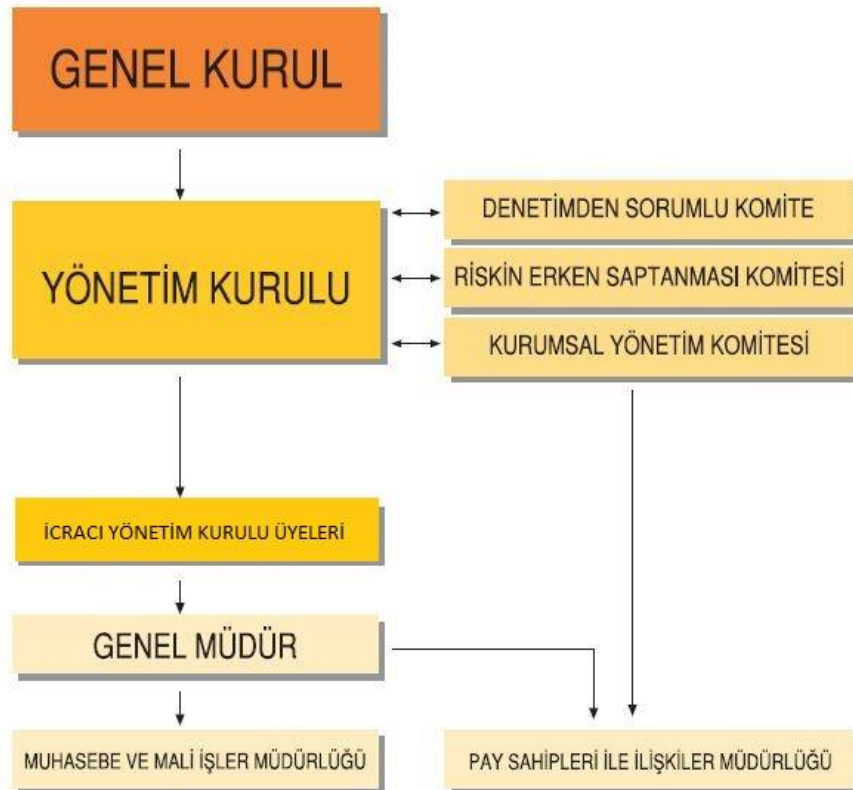 GENEL KURUL
YÖNETİM KURULU
DENETİMDEN SORUMLU KOMİTE
RİSKİN ERKEN SAPTANMASI KOMİTESİ
KURUMSAL YÖNETİM KOMİTESİ
İCRACI YÖNETİM KURULU ÜYELERİ
GENEL MÜDÜR
MUHASEBE VE MALİ İŞLER MÜDÜRLÜĞÜ
PAY SAHİPLERİ İLE İLİŞKİLER MÜDÜRLÜĞÜ